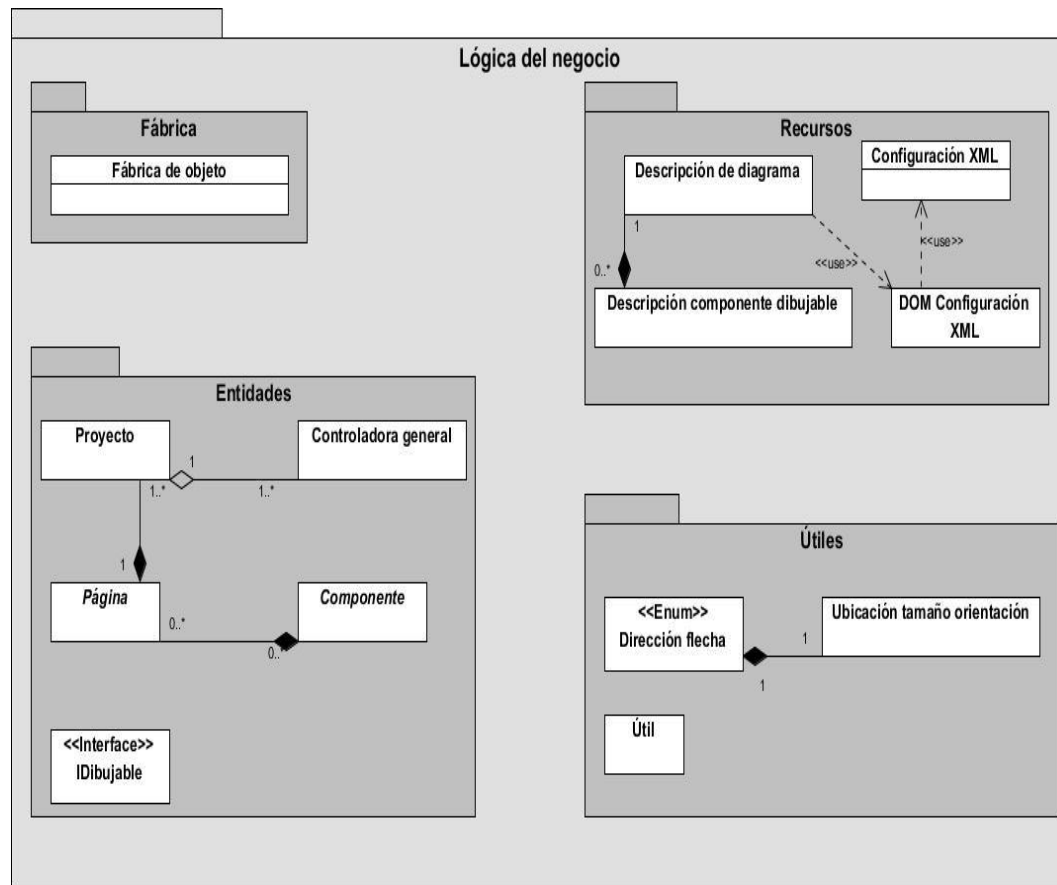 Lógica del negocio
Fábrica
Fábrica de objeto
Recursos
Descripción de diagrama
Configuración XML
1
<<use>>
<<use>>
0..*
Descripción componente dibujable
DOM Configuración
XML
Entidades
Proyecto
Controladora general
1
1..*
1..*
1
Página
Componente
0..*
0..*
<<Interface>>
IDibujable
Útiles
<<Enum>>
Dirección flecha
Ubicación tamaño orientación
1
1
Útil